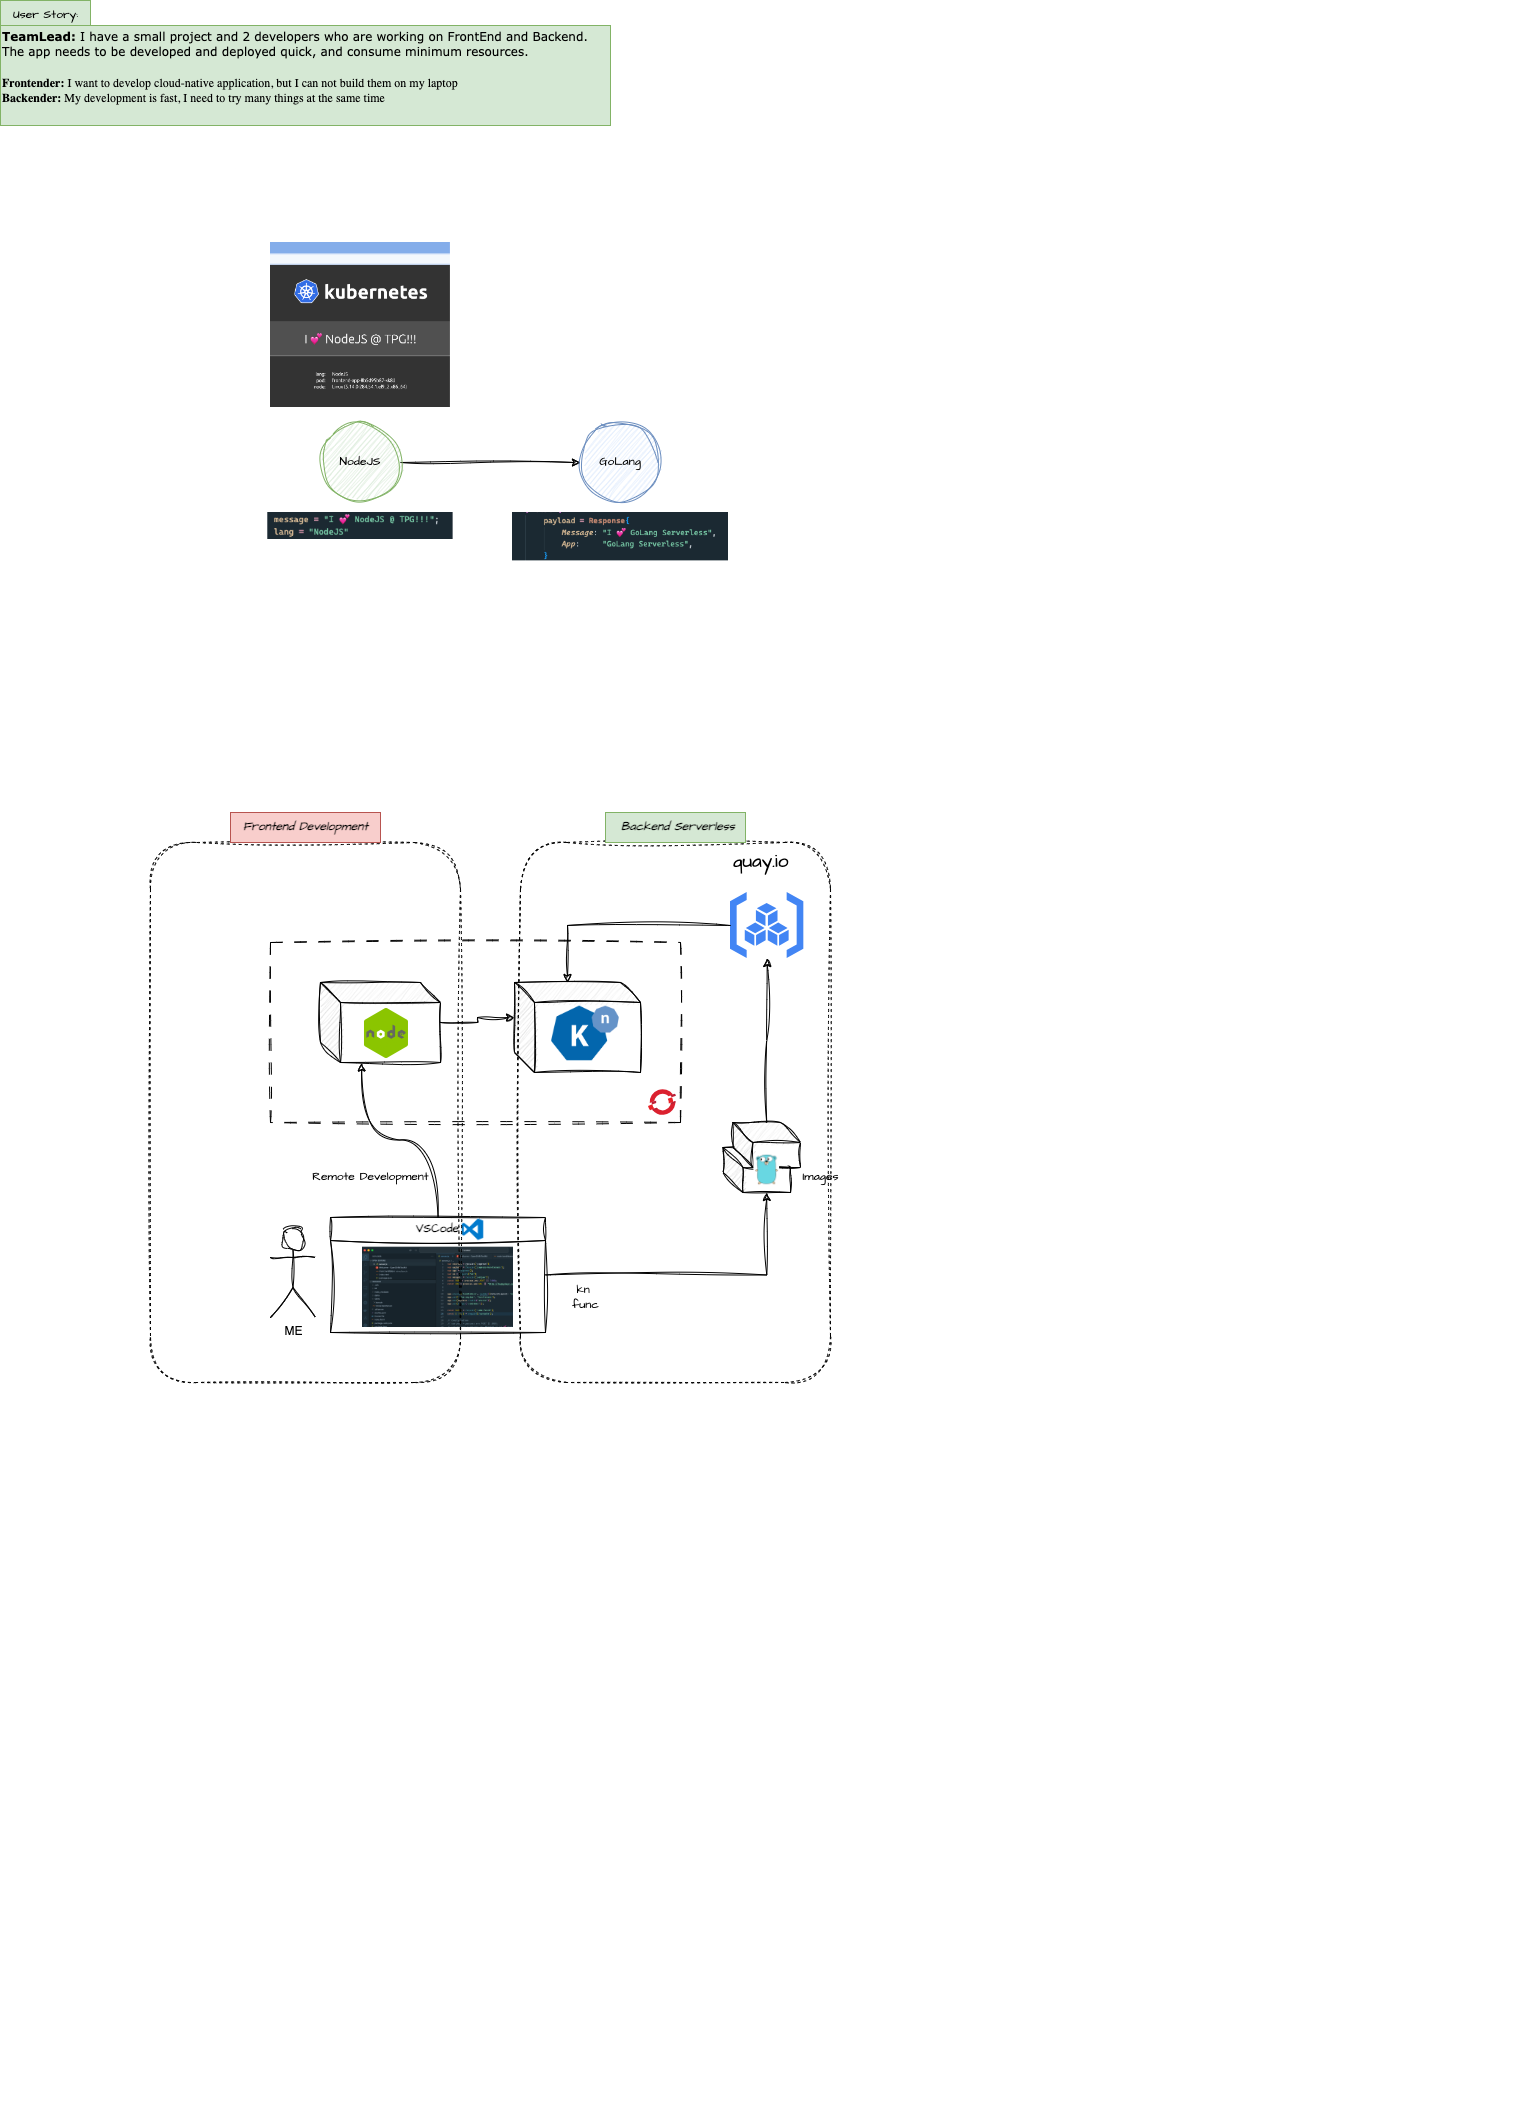 User Story:
TeamLead: I have a small project and 2 developers who are working on FrontEnd and Backend.
The app needs to be developed and deployed quick, and consume minimum resources.
Frontender: I want to develop cloud-native application, but I can not build them on my laptop
Backender: My development is fast, I need to try many things at the same time
kubernetes
I 💕 NodeJS @ TPG!!!
lang: NodeJS
pod:
node:
NodeJS
GoLang
message = "I 💕 NodeJS @ TPG!!!";
lang = "NodeJS"
payload = Response{
Message: "I 💕 GoLang Serverless",
App: "GoLang Serverless",
}
Frontend Development
Backend Serverless
quay.io
node
K
n
Remote Development
Images
VSCode
kn
func
ME